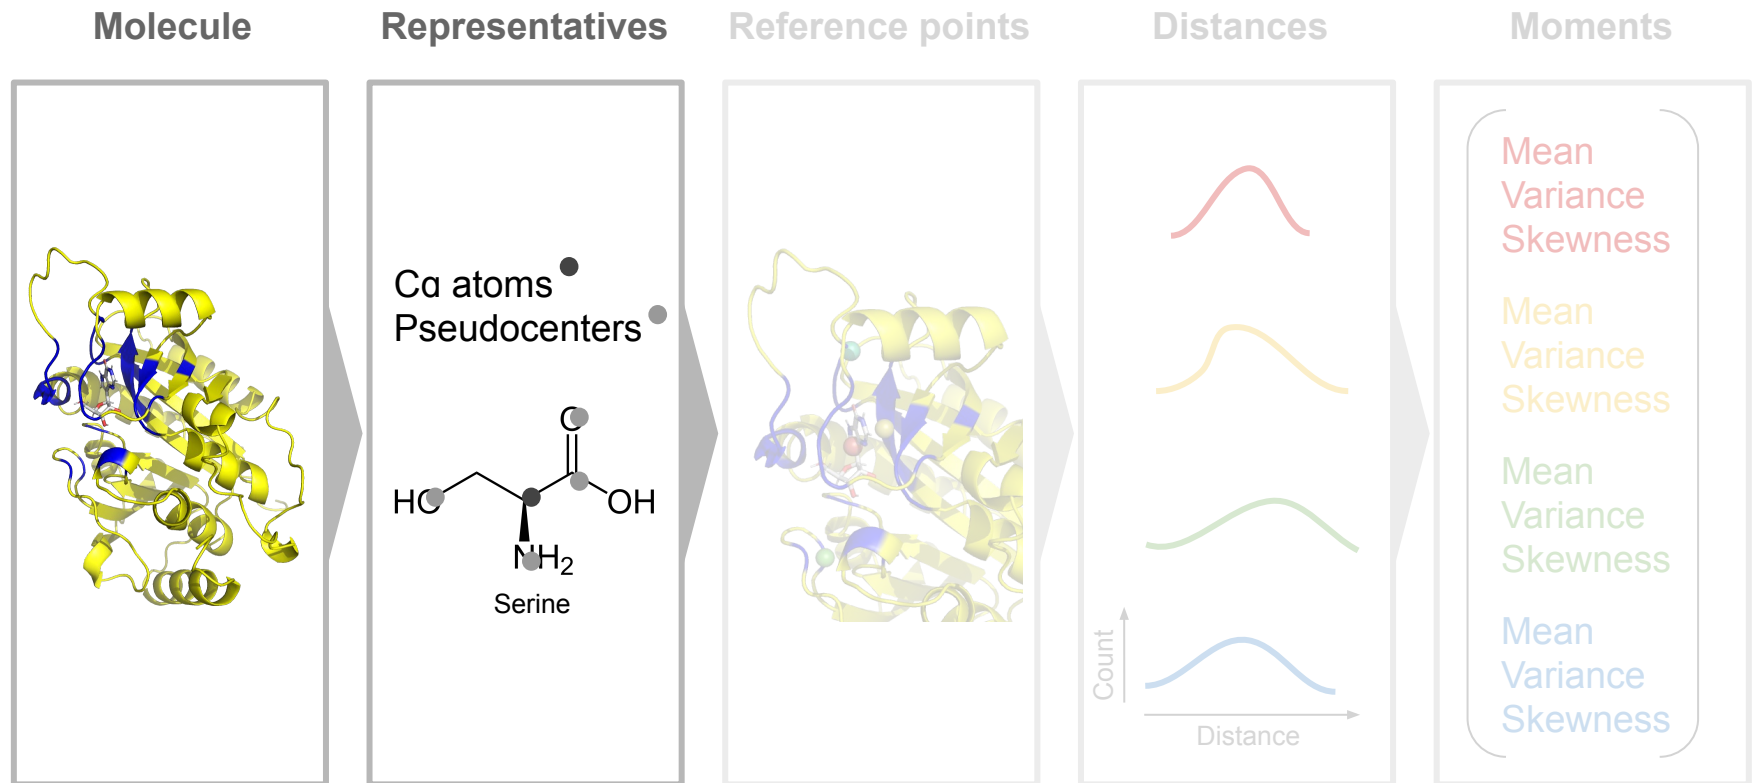 Molecule
Representatives
Reference points
Distances
Moments
Cα atoms
Pseudocenters
C
HO
OH
NH2
Serine
Count
Distance
Mean
Variance
Skewness
Mean
Variance
Skewness
Mean
Variance
Skewness
Mean
Variance
Skewness